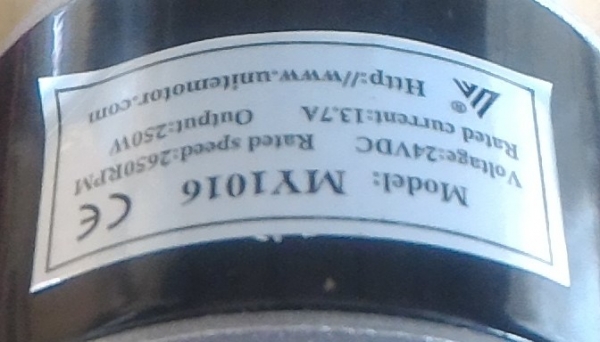 Model: MY1016 CE
Voltage:24VDC Rated speed:2650RPM
Rated current:13.7A Output:250W
® Http://www.unitemotor.com